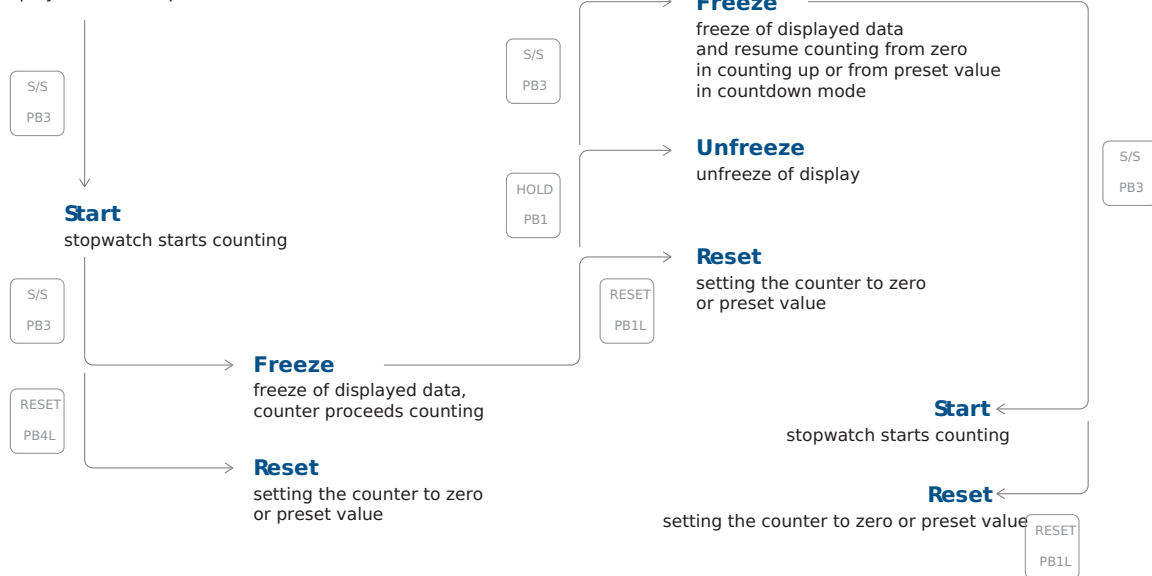 Freeze
freeze of displayed data
and resume counting from zero
in counting up or from preset value
in countdown mode
S/S
PB3
S/S
PB3
Unfreeze
unfreeze of display
S/S
PB3
HOLD
PB1
Start
stopwatch starts counting
Reset
setting the counter to zero
or preset value
S/S
PB3
RESET
PB1L
Freeze
freeze of displayed data,
counter proceeds counting
RESET
PB4L
Start
stopwatch starts counting
Reset
setting the counter to zero
or preset value
Reset
setting the counter to zero or preset value
RESET
PB1L